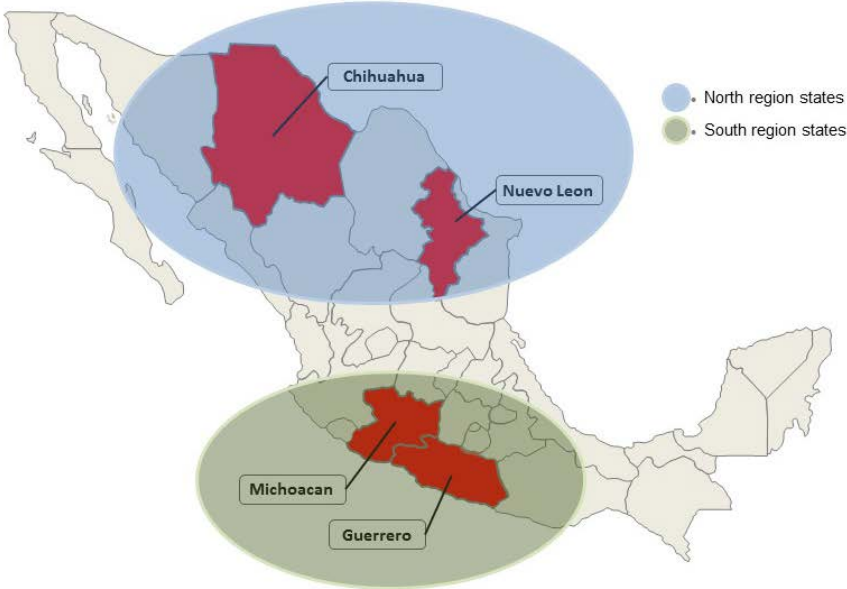 Chihuahua
North region states
South region states
Nuevo Leon
Michoacan
Guerrero